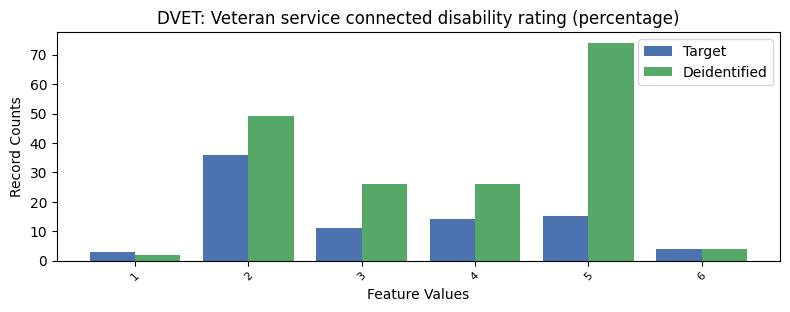 DVET: Veteran service connected disability rating (percentage)
Target
Deidentified
Record Counts
70
60
50
40
30
20
10
0
1 2 3 4 5 6
Feature Values